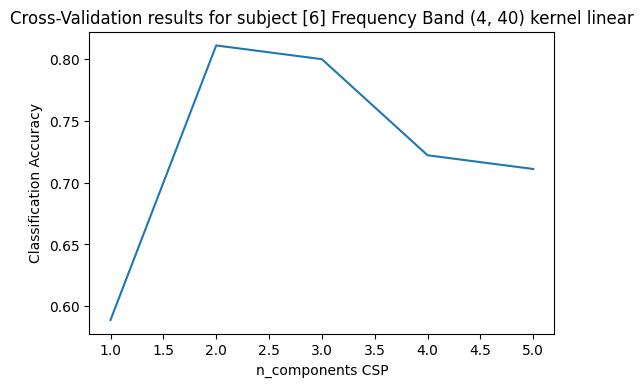 Cross-Validation results for subject [6] Frequency Band (4, 40) kernel linear
Classification Accuracy
0.80
0.75
0.70
0.65
0.60
1.0 1.5 2.0 2.5 3.0 3.5 4.0 4.5 5.0
n_components CSP